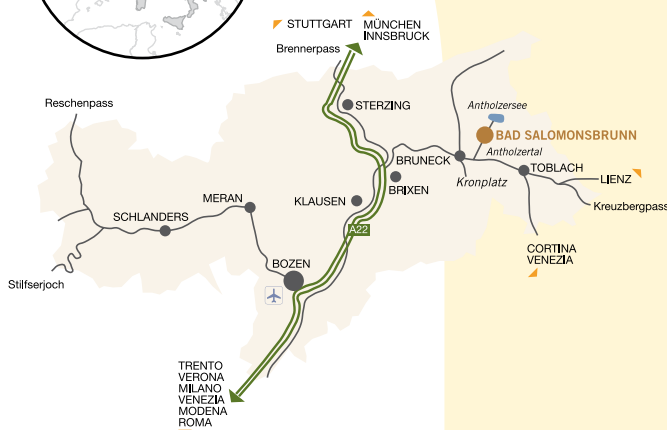 STUTTGART
MÜNCHEN
INNSBRUCK
Brennerpass
Reschenpass
STERZING
Antholzersee
BAD SALOMONSBRUNN
Antholzertal
BRUNECK
TOBLACH
LIENZ
Kronplatz
BRIXEN
MERAN
KLAUSEN
Kreuzbergpass
SCHLANDERS
A22
CORTINA
VENEZIA
BOZEN
Stilfserjoch
TRENTO
VERONA
MILANO
VENEZIA
MODENA
ROMA